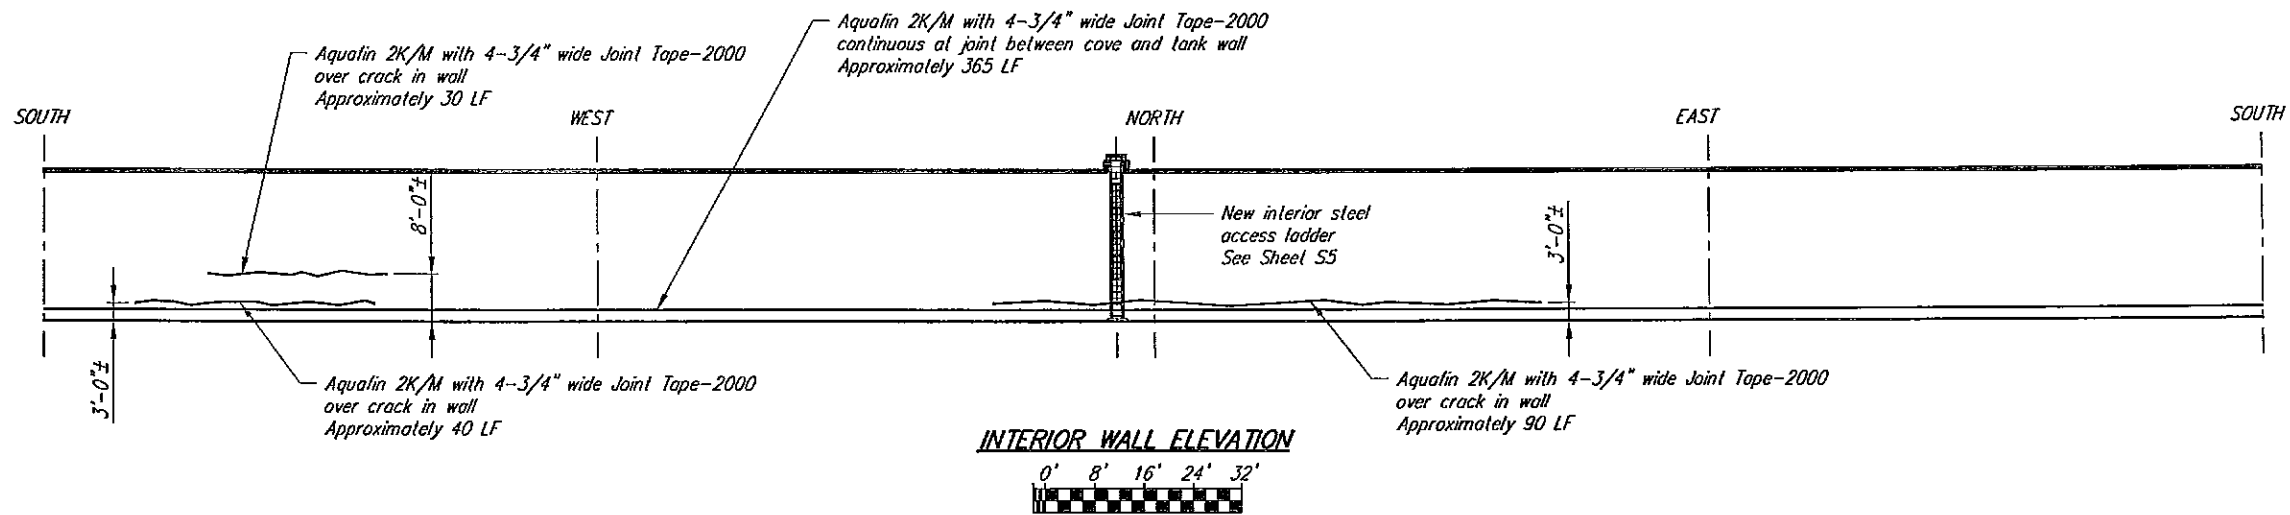 Aquafin 2K/M with 4-3/4" wide Joint Tape-2000
continuous at joint between cove and tank wall
Approximately 365 LF
Aquafin 2K/M with 4-3/4" wide Joint Tape-2000
over crack in wall
Approximately 30 LF
SOUTH
WEST
NORTH
EAST
SOUTH
8'-0"±
New interior steel
access ladder
See Sheet S5
3'-0"±
3'-0"±
Aquafin 2K/M with 4-3/4" wide Joint Tape-2000
over crack in wall
Approximately 40 LF
Aquafin 2K/M with 4-3/4" wide Joint Tape-2000
over crack in wall
Approximately 90 LF
INTERIOR WALL ELEVATION
0' 8' 16' 24' 32'